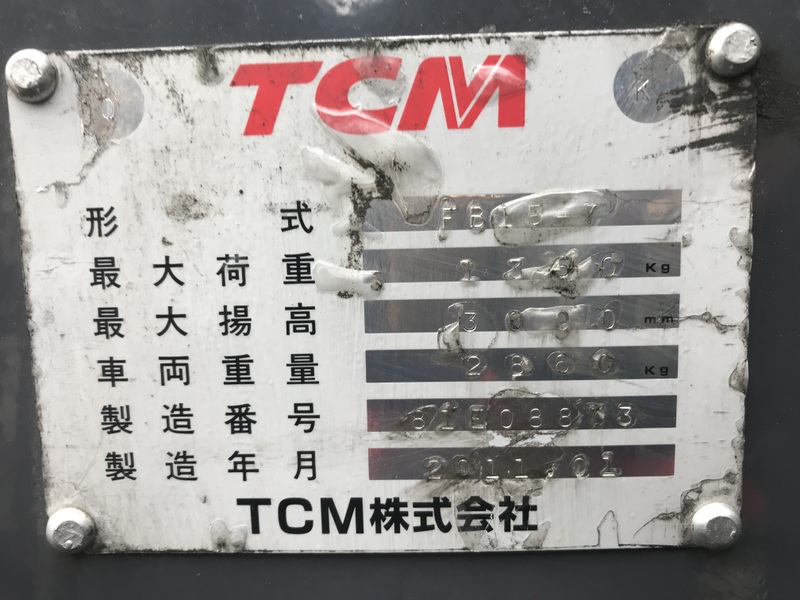 TCM
K
形式 FB15-7
最大荷重 Kg
最大揚高 3000 mm
車両重量 2860 Kg
製造番号
製造年月 2011.01
TCM株式会社